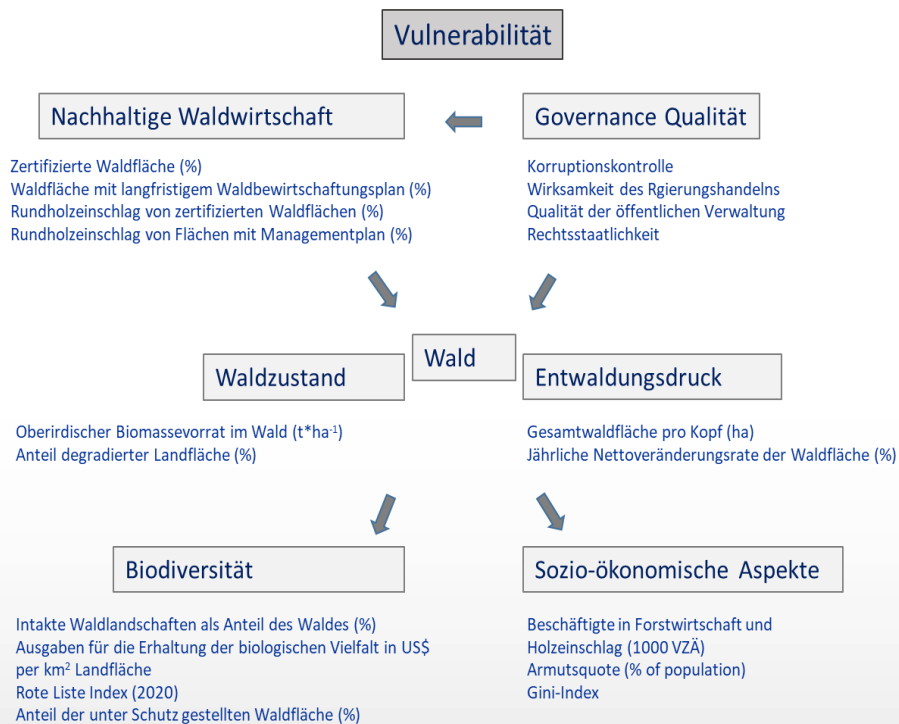 Vulnerabilität
Nachhaltige Waldwirtschaft
Zertifizierte Waldfläche (%)
Waldfläche mit langfristigem Waldbewirtschaftungsplan (%)
Rundholzeinschlag von zertifizierten Waldflächen (%)
Rundholzeinschlag von Flächen mit Managementplan (%)
Governance Qualität
Korruptionskontrolle
Wirksamkeit des Rgierungshandelns
Qualität der öffentlichen Verwaltung
Rechtsstaatlichkeit
Wald
Waldzustand
Oberirdischer Biomassevorrat im Wald (t*ha⁻¹)
Anteil degradierter Landfläche (%)
Entwaldungsdruck
Gesamtwaldfläche pro Kopf (ha)
Jährliche Nettoveränderungsrate der Waldfläche (%)
Biodiversität
Intakte Waldlandschaften als Anteil des Waldes (%)
Ausgaben für die Erhaltung der biologischen Vielfalt in US$
per km² Landfläche
Rote Liste Index (2020)
Anteil der unter Schutz gestellten Waldfläche (%)
Sozio-ökonomische Aspekte
Beschäftigte in Forstwirtschaft und
Holzeinschlag (1000 VZÄ)
Armutsquote (% of population)
Gini-Index